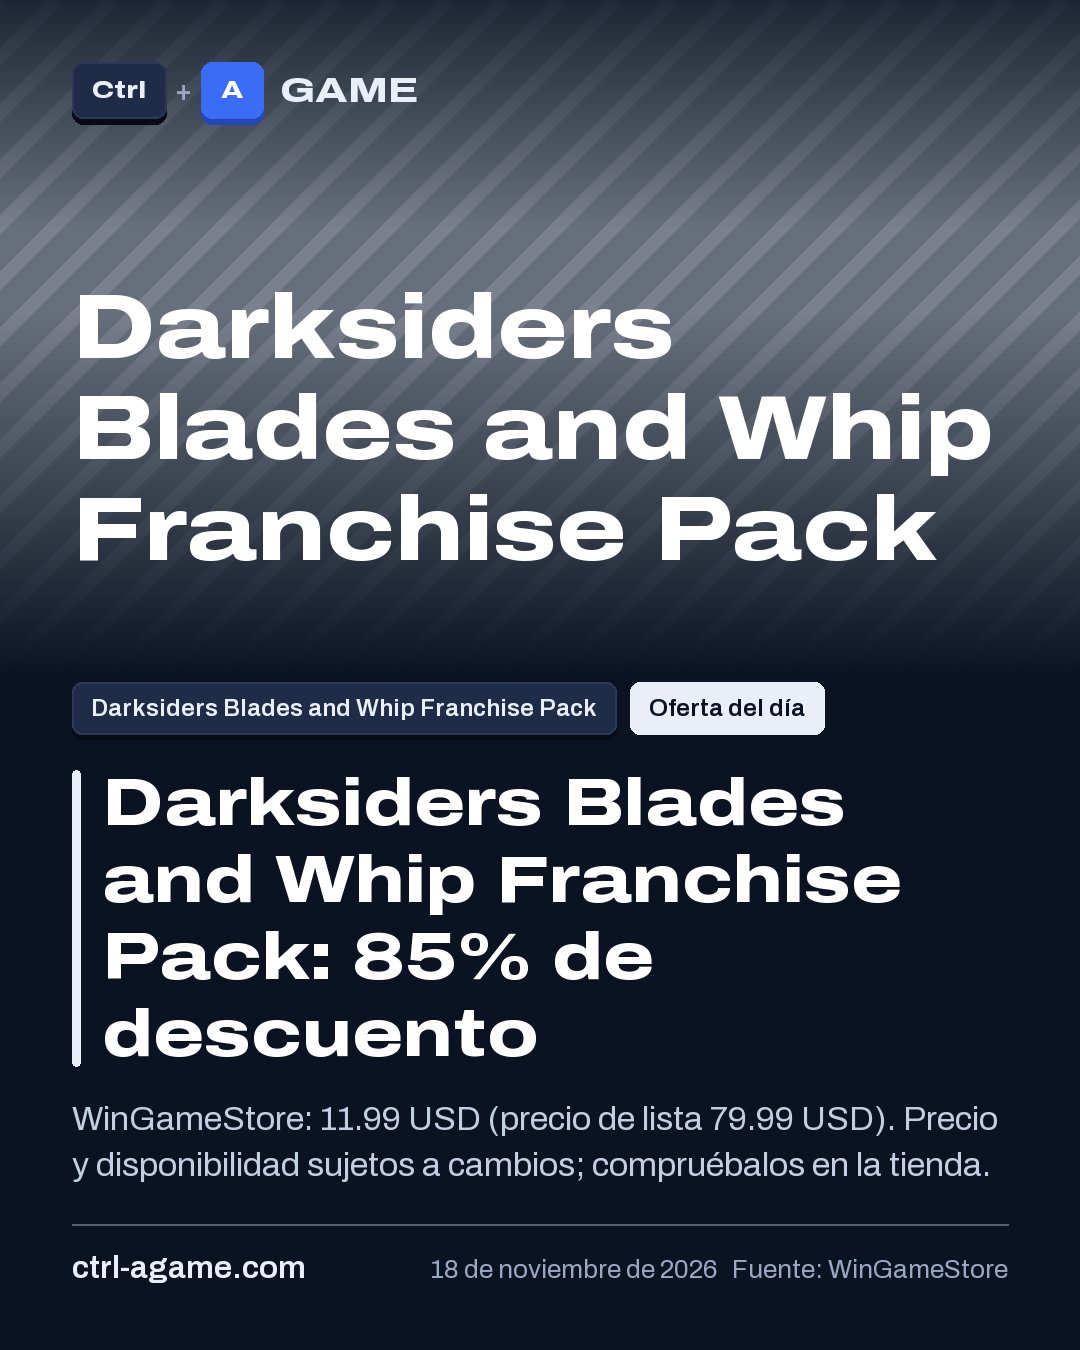 Ctrl + A GAME
Darksiders
Blades and Whip
Franchise Pack
Darksiders Blades and Whip Franchise Pack Oferta del día
Darksiders Blades
and Whip Franchise
Pack: 85% de
descuento
WinGameStore: 11.99 USD (precio de lista 79.99 USD). Precio
y disponibilidad sujetos a cambios; compruébalos en la tienda.
ctrl-agame.com 18 de noviembre de 2026 Fuente: WinGameStore